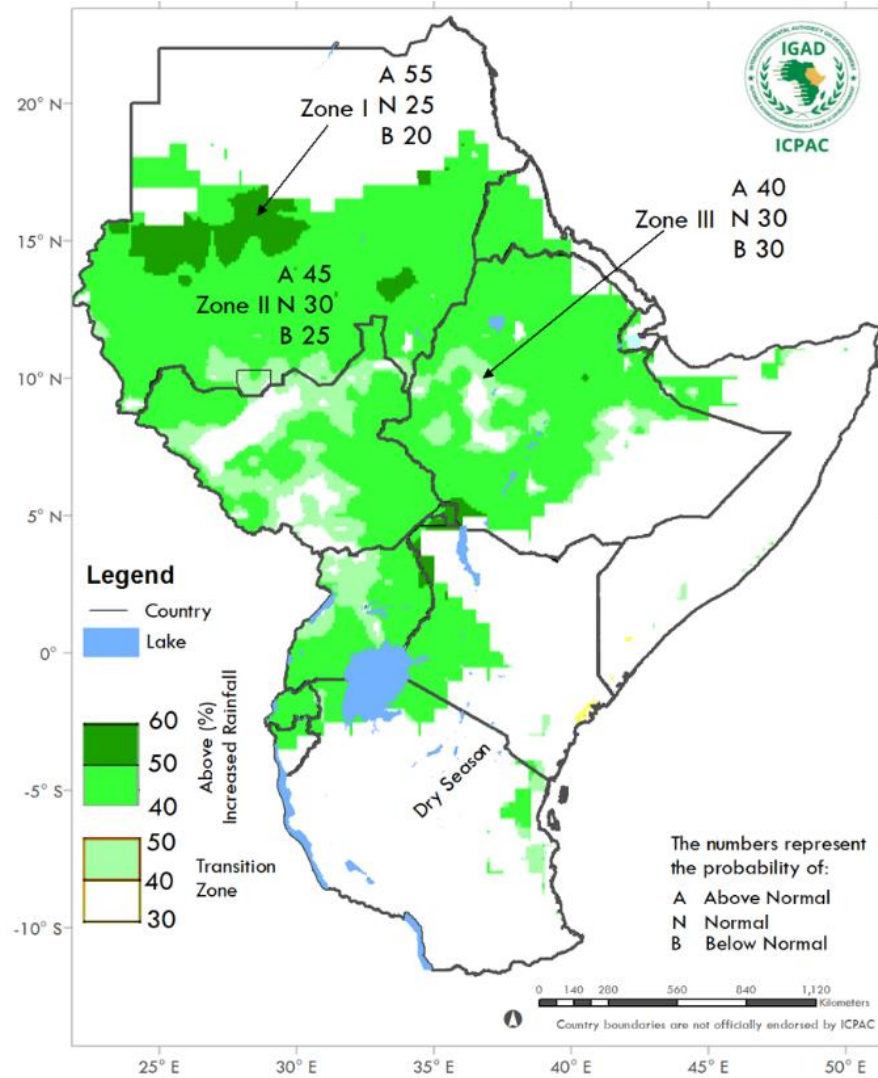 IGAD
ICPAC
20° N
15° N
10° N
5° N
0°
-5° S
-10° S
A 55
Zone I N 25
B 20
A 40
Zone III N 30
B 30
A 45
Zone II N 30
B 25
Dry Season
Legend
Country
Lake
60
50
40
Above (%)
Increased Rainfall
50
40
30
Transition
Zone
The numbers represent
the probability of:
A Above Normal
N Normal
B Below Normal
0 140 280 560 840 1,120
Kilometers
Country boundaries are not officially endorsed by ICPAC
25° E 30° E 35° E 40° E 45° E 50° E